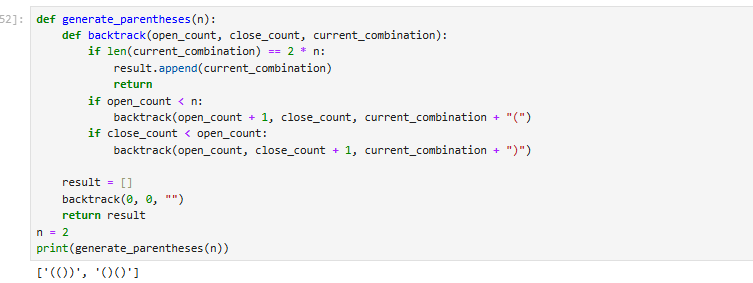 52]: def generate_parentheses(n):
    def backtrack(open_count, close_count, current_combination):
        if len(current_combination) == 2 * n:
            result.append(current_combination)
            return
        if open_count < n:
            backtrack(open_count + 1, close_count, current_combination + "(")
        if close_count < open_count:
            backtrack(open_count, close_count + 1, current_combination + ")")

    result = []
    backtrack(0, 0, "")
    return result
n = 2
print(generate_parentheses(n))
['(())', '()()']